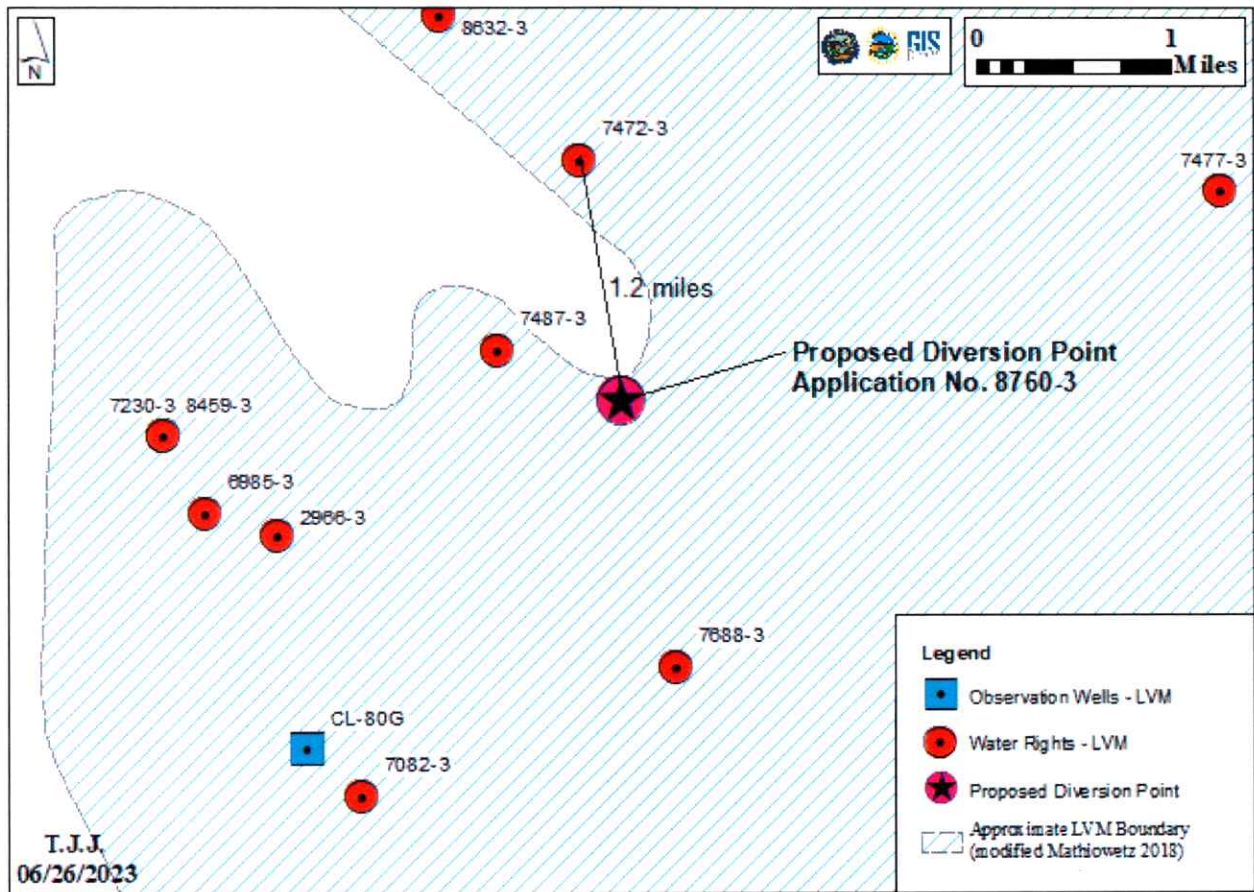 N
8632-3
GIS
0 1
Miles
7472-3
7477-3
1.2 miles
7487-3
Proposed Diversion Point
Application No. 8760-3
7230-3 8459-3
6985-3
2966-3
7688-3
CL-80G
7082-3
T.J.J.
06/26/2023
Legend
Observation Wells - LVM
Water Rights - LVM
Proposed Diversion Point
Approximate LVM Boundary
(modified Mathiowetz 2018)